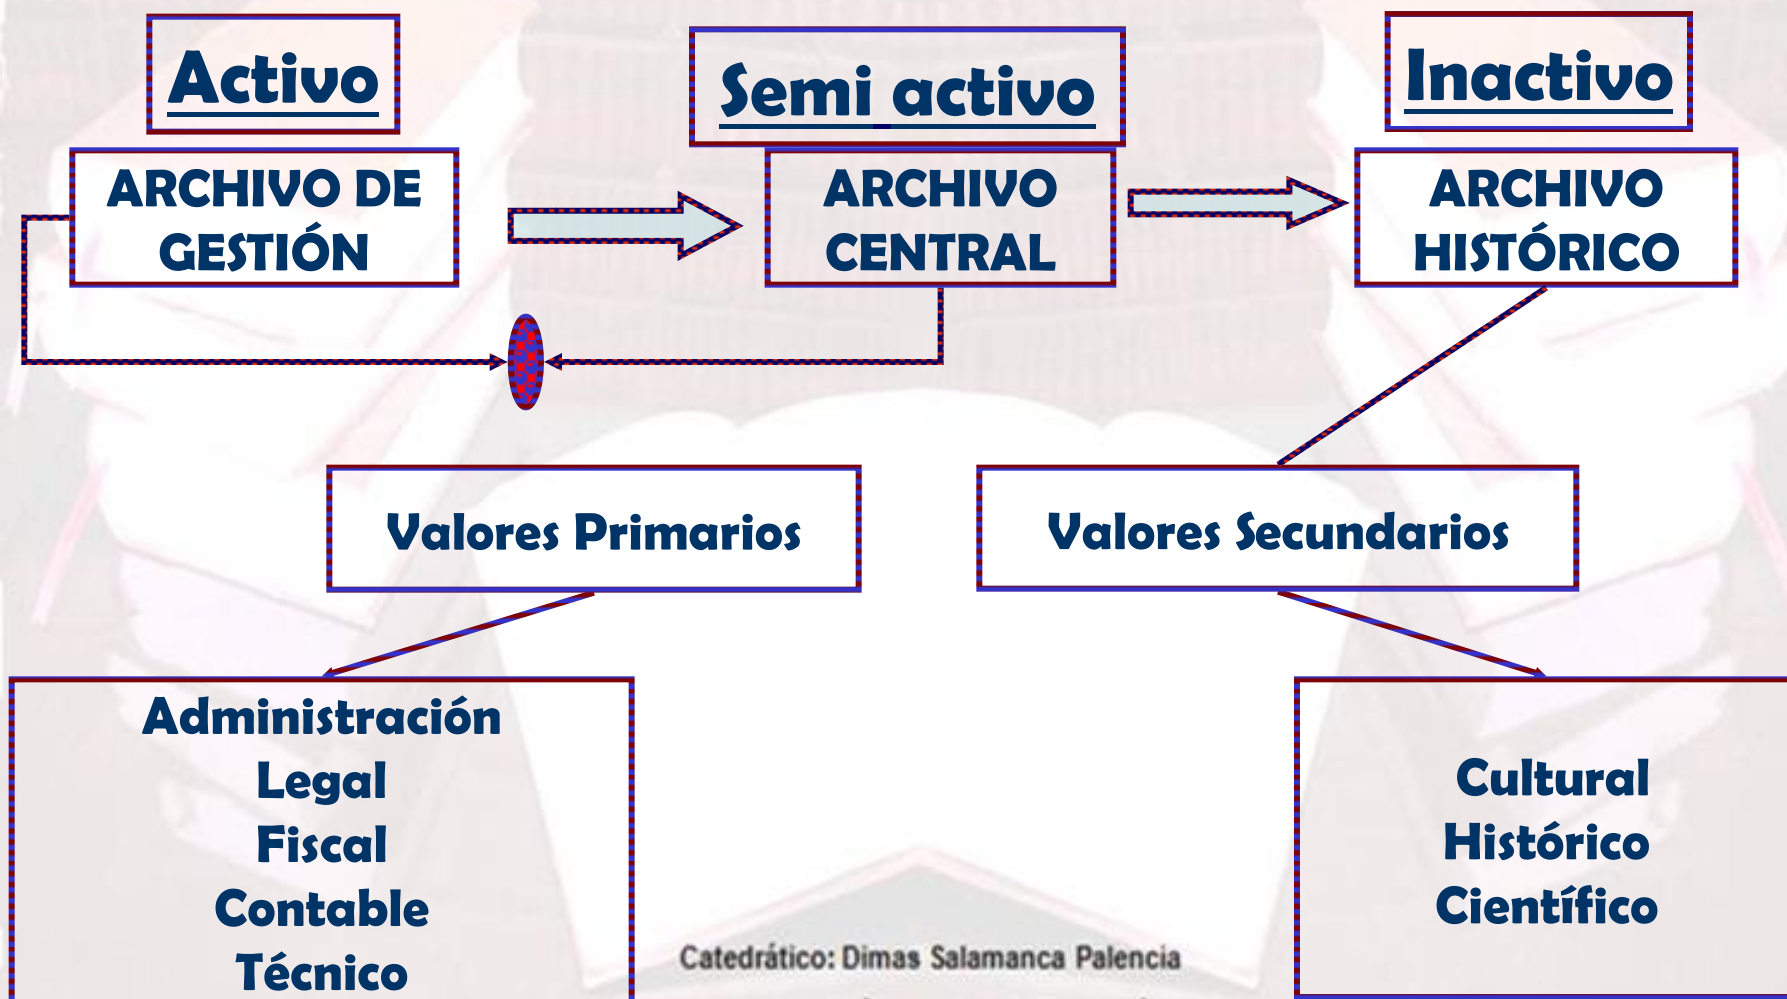 Activo
Semi activo
Inactivo
ARCHIVO DE
GESTIÓN
ARCHIVO
CENTRAL
ARCHIVO
HISTÓRICO
Valores Primarios
Valores Secundarios
Administración
Legal
Fiscal
Contable
Técnico
Cultural
Histórico
Científico
Catedrático: Dimas Salamanca Palencia